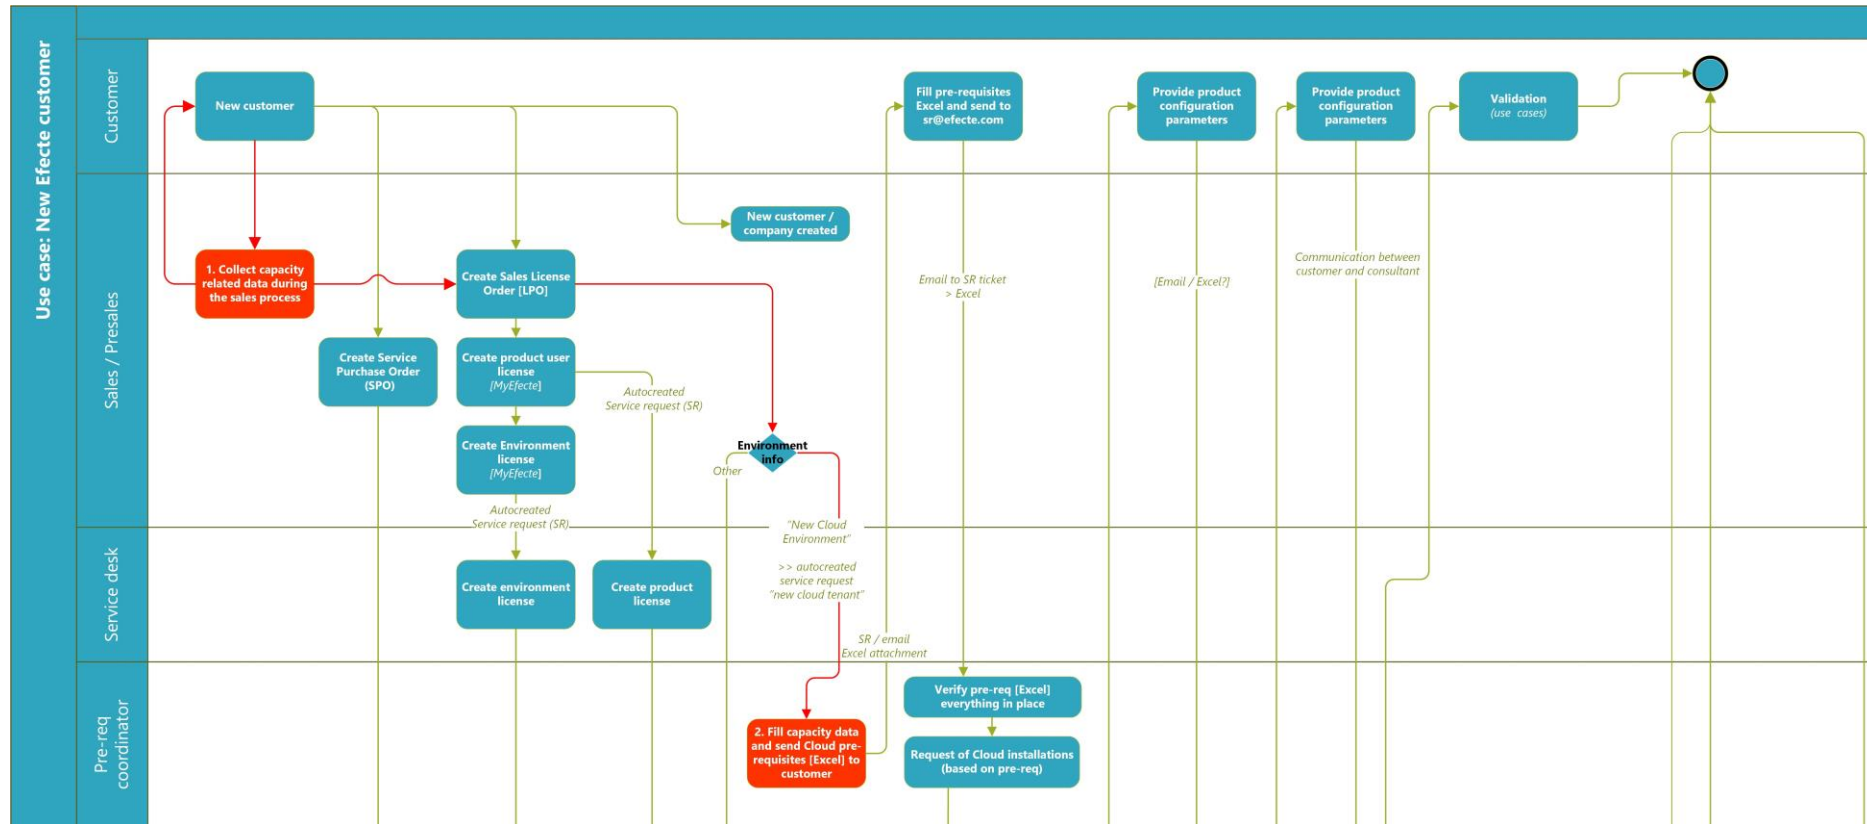 Use case: New Efecte customer
Customer
New customer
Fill pre-requisites
Excel and send to
sr@efecte.com
Provide product
configuration
parameters
Provide product
configuration
parameters
Validation
(use cases)
Sales / Presales
New customer /
company created
1. Collect capacity
related data during
the sales process
Create Sales License
Order [LPO]
Email to SR ticket
> Excel
[Email / Excel?]
Communication between
customer and consultant
Create Service
Purchase Order
(SPO)
Create product user
license
[MyEfecte]
Autocreated
Service request (SR)
Create Environment
license
[MyEfecte]
Environment
info
Other
Autocreated
Service request (SR)
"New Cloud
Environment"
>> autocreated
service request
"new cloud tenant"
Service desk
Create environment
license
Create product
license
SR / email
Excel attachment
Pre-req
coordinator
Verify pre-req [Excel]
everything in place
2. Fill capacity data
and send Cloud pre-
requisites [Excel] to
customer
Request of Cloud installations
(based on pre-req)